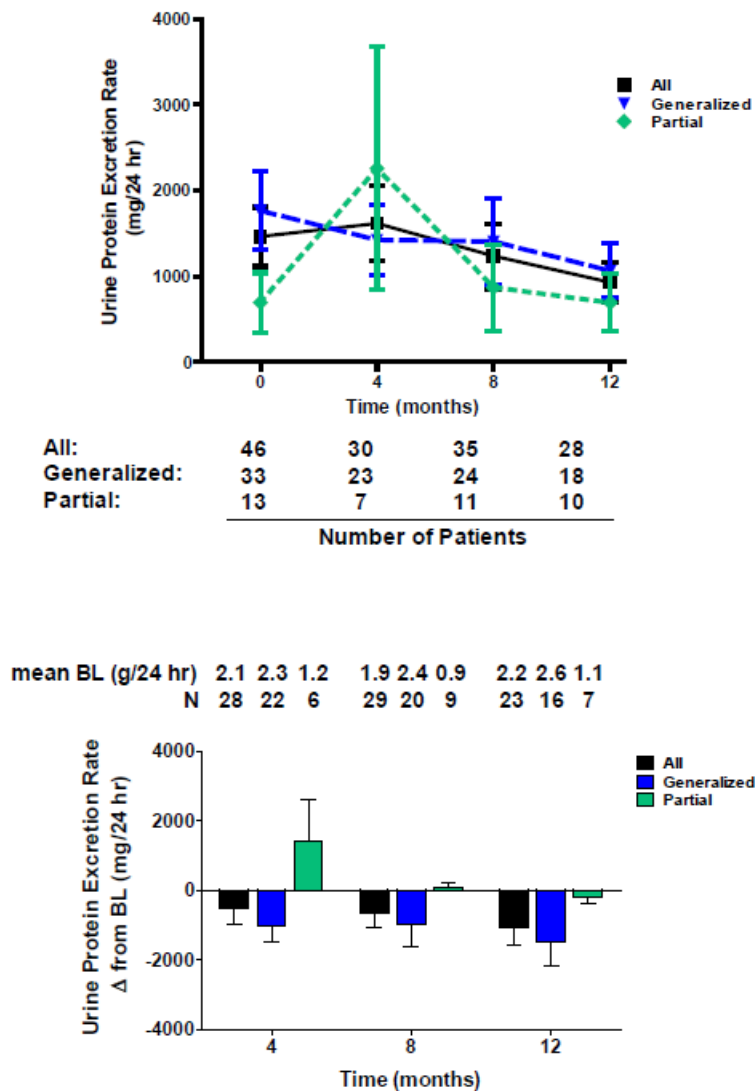 4000
3000
2000
1000
0
Urine Protein Excretion Rate
(mg/24 hr)
All
Generalized
Partial
0 4 8 12
Time (months)
All: 46 30 35 28
Generalized: 33 23 24 18
Partial: 13 7 11 10
Number of Patients
mean BL (g/24 hr) 2.1 2.3 1.2 1.9 2.4 0.9 2.2 2.6 1.1
N 28 22 6 29 20 9 23 16 7
4000
2000
0
-2000
-4000
Urine Protein Excretion Rate
Δ from BL (mg/24 hr)
All
Generalized
Partial
4 8 12
Time (months)